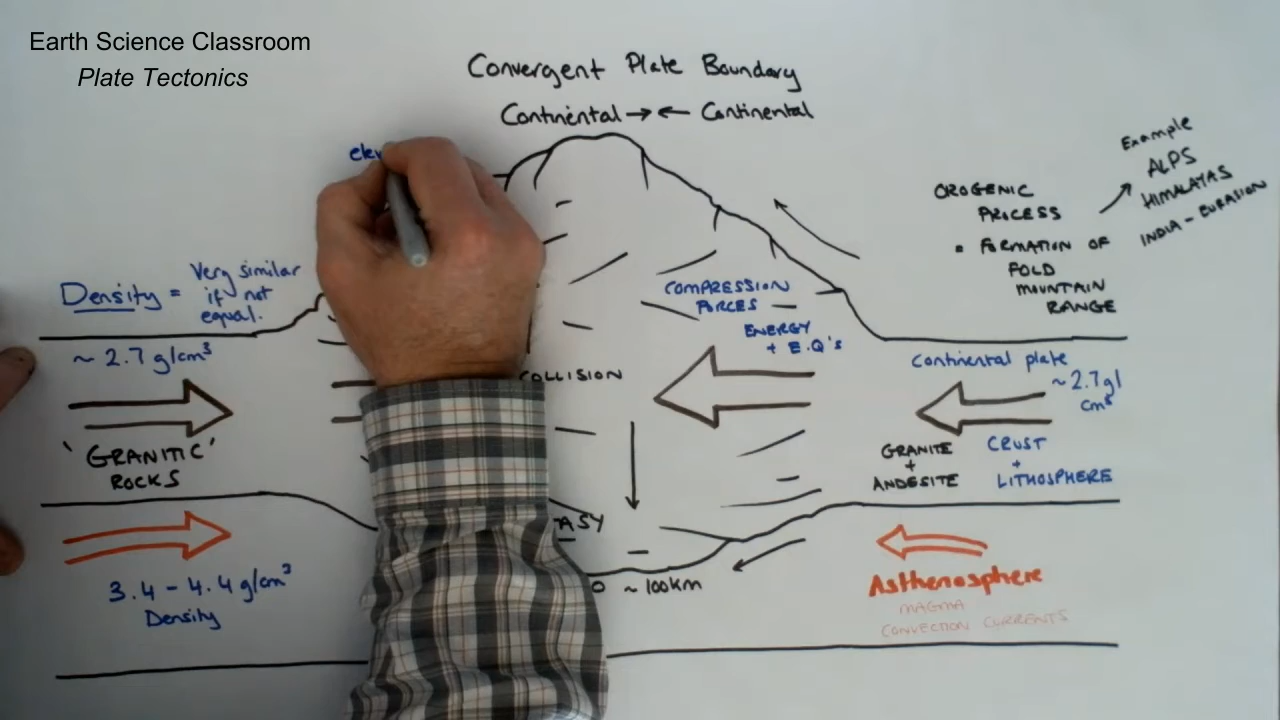 Earth Science Classroom
Plate Tectonics
Convergent Plate Boundary
Continental → ← Continental
Example
ALPS
HIMALAYAS
INDIA - EURASION
OROGENIC
PROCESS
= FORMATION OF
FOLD
MOUNTAIN
RANGE
Density = Very similar
if not
equal.
~ 2.7 g/cm³
'GRANITIC'
ROCKS
COMPRESSION
FORCES
ENERGY
+ E.Q's
COLLISION
Continental plate
~ 2.7 g/
cm³
GRANITE
+
ANDESITE
CRUST
+
LITHOSPHERE
~ 100km
3.4 - 4.4 g/cm³
Density
Asthenosphere
MAGMA
CONVECTION CURRENTS